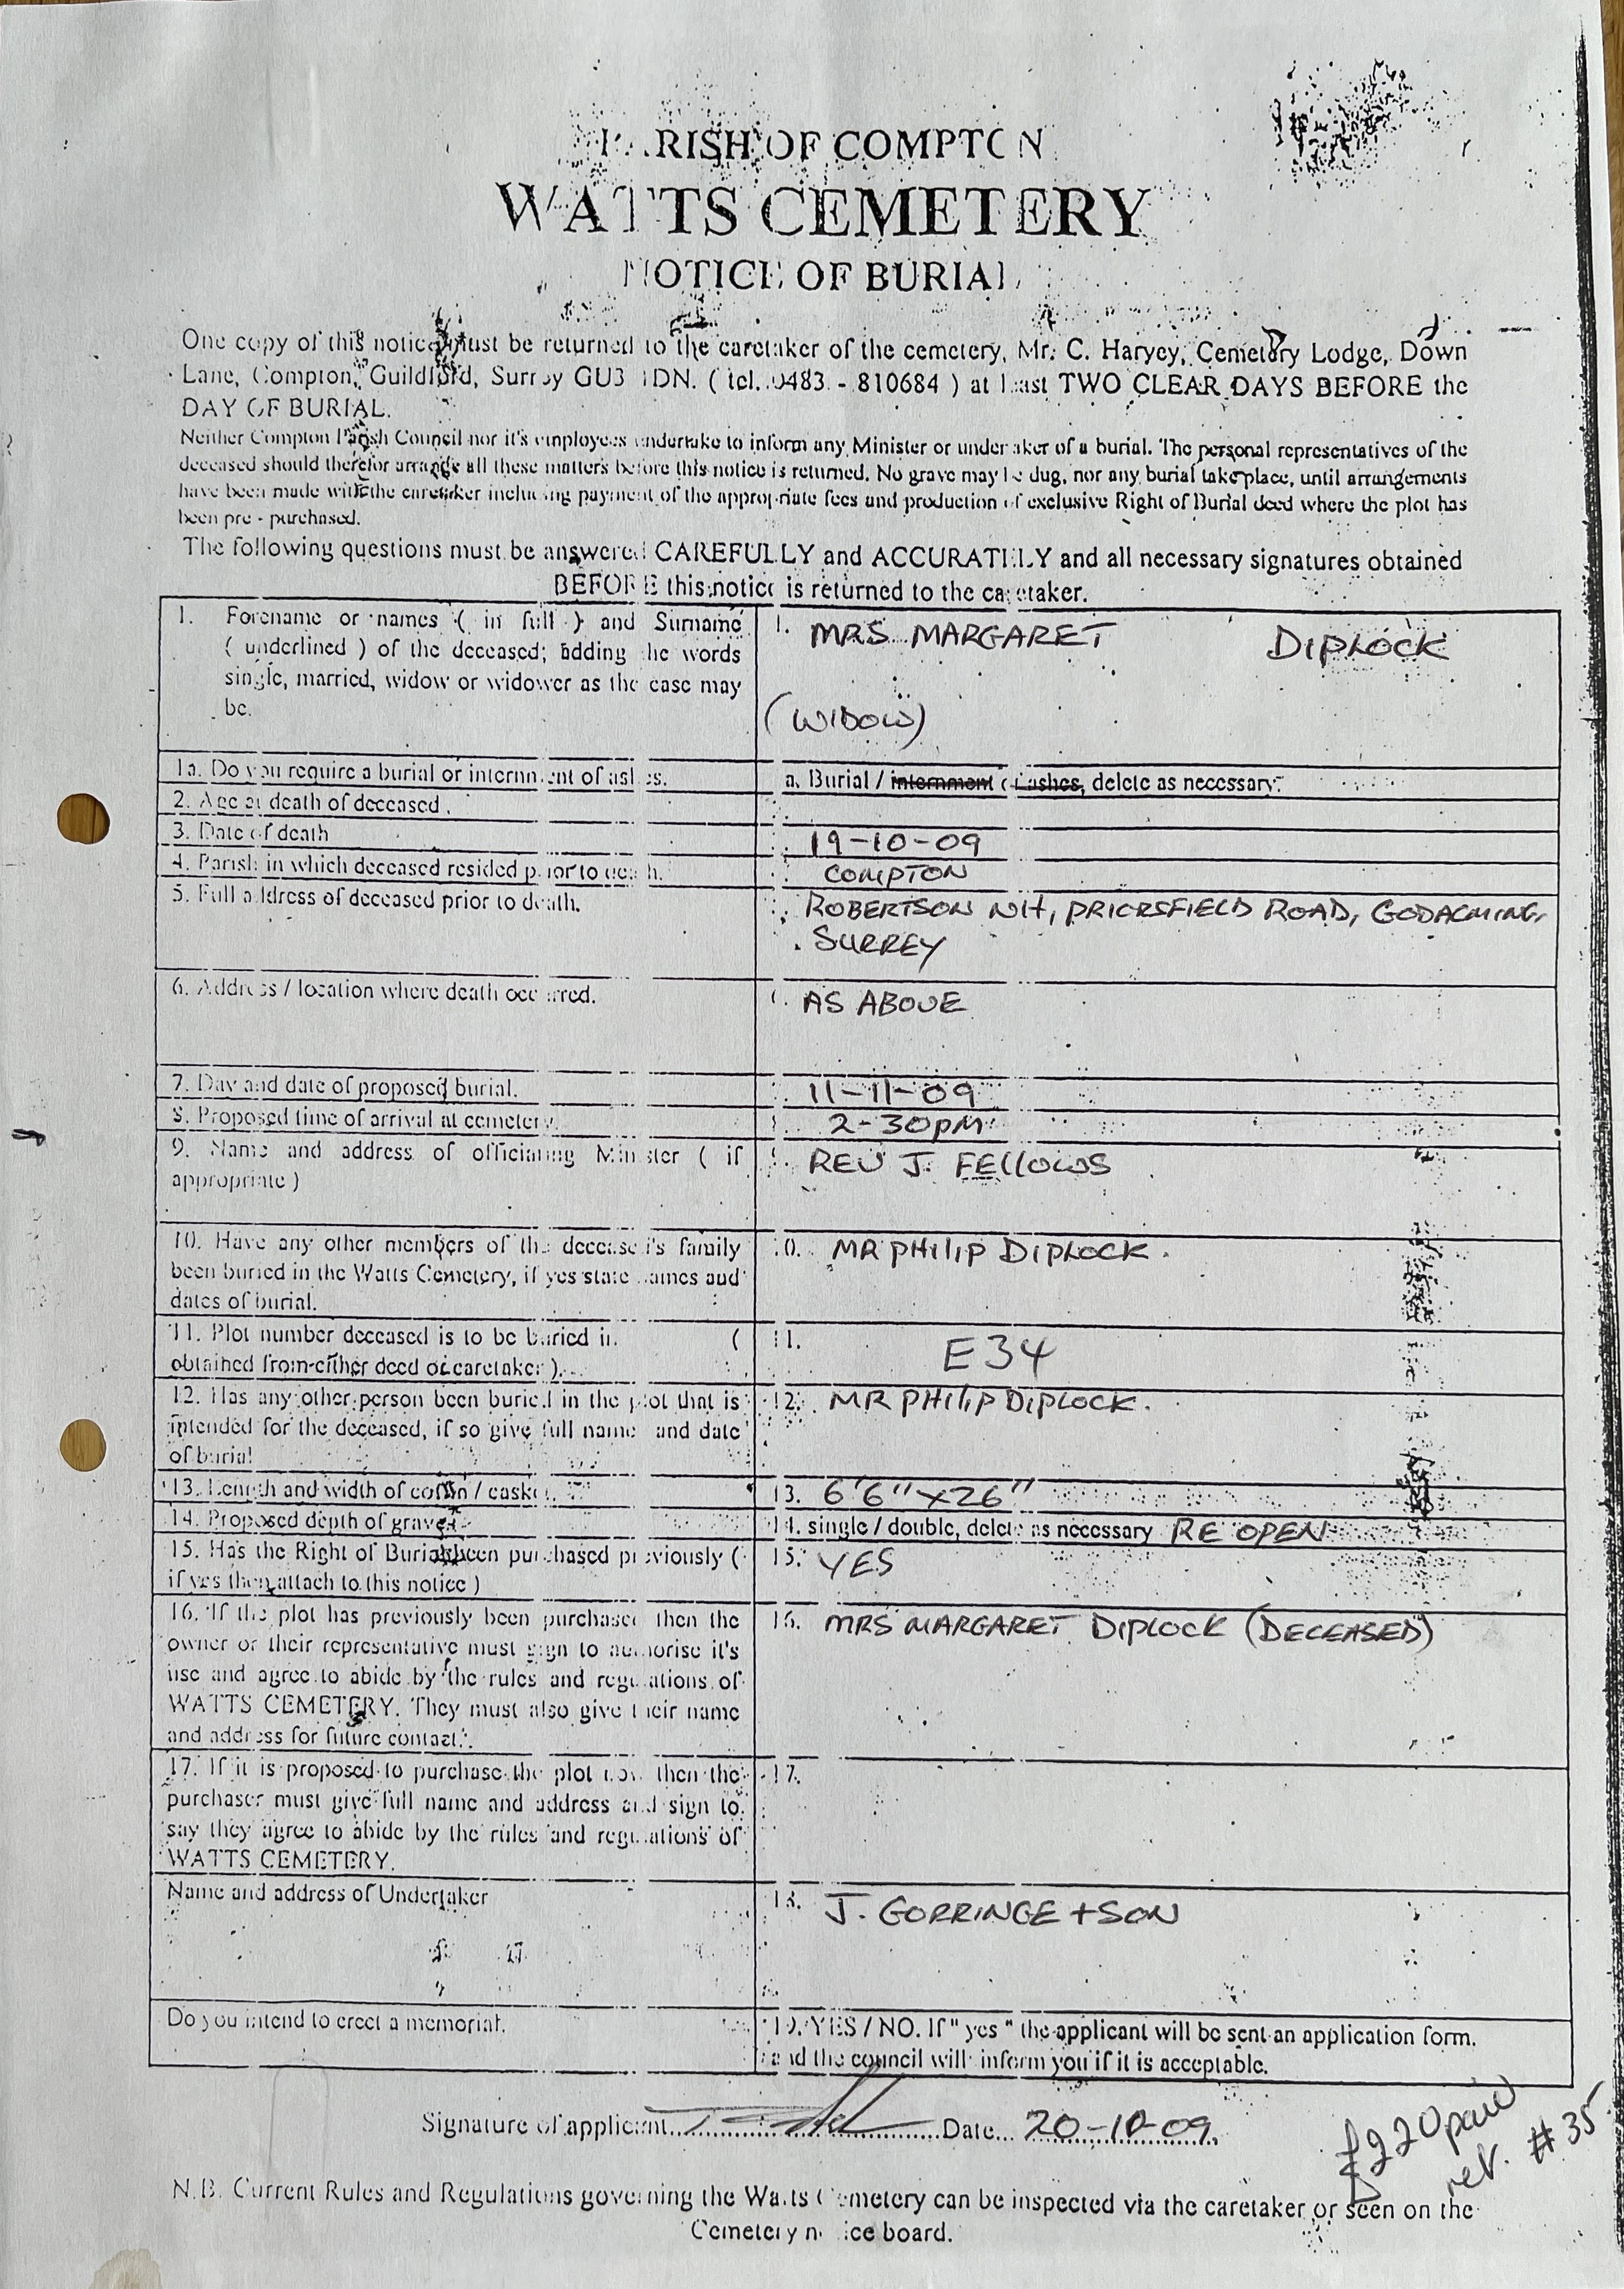 PARISH OF COMPTON
WATTS CEMETERY
NOTICE OF BURIAL
One copy of this notice must be returned to the caretaker of the cemetery, Mr. C. Harvey, Cemetery Lodge, Down
Lane, Compton, Guildford, Surrey GU3 1DN. ( tel. 0483 - 810684 ) at least TWO CLEAR DAYS BEFORE the
DAY OF BURIAL.
Neither Compton Parish Council nor it's employees undertake to inform any Minister or undertaker of a burial. The personal representatives of the
deceased should therefor arrange all these matters before this notice is returned. No grave may be dug, nor any burial take place, until arrangements
have been made with the caretaker including payment of the appropriate fees and production of exclusive Right of Burial deed where the plot has
been pre - purchased.
The following questions must be answered CAREFULLY and ACCURATELY and all necessary signatures obtained
BEFORE this notice is returned to the caretaker.
1. Forename or names ( in full ) and Surname
( underlined ) of the deceased; adding the words
single, married, widow or widower as the case may
be.
1. MRS MARGARET DIPLOCK
(WIDOW)
1a. Do you require a burial or internment of ashes.
a. Burial / internment of ashes, delete as necessary.
2. Age at death of deceased.
3. Date of death
19-10-09
4. Parish in which deceased resided prior to death.
COMPTON
5. Full address of deceased prior to death.
ROBERTSON NH, PRIORSFIELD ROAD, GODALMING,
SURREY
6. Address / location where death occurred.
AS ABOVE
7. Day and date of proposed burial.
11-11-09
8. Proposed time of arrival at cemetery.
2-30PM
9. Name and address of officiating Minister ( if
appropriate )
REV J. FELLOWS
10. Have any other members of the deceased's family
been buried in the Watts Cemetery, if yes state names and
dates of burial.
10. MR PHILIP DIPLOCK.
11. Plot number deceased is to be buried in. (
obtained from either deed or caretaker ).
11. E34
12. Has any other person been buried in the plot that is
intended for the deceased, if so give full name and date
of burial
12. MR PHILIP DIPLOCK.
13. Length and width of coffin / casket.
13. 6'6" x 26"
14. Proposed depth of grave.
14. single / double, delete as necessary RE OPEN
15. Has the Right of Burial been purchased previously (
if yes then attach to this notice )
15. YES
16. If the plot has previously been purchased then the
owner or their representative must sign to authorise it's
use and agree to abide by the rules and regulations of
WATTS CEMETERY. They must also give their name
and address for future contact.
16. MRS MARGARET DIPLOCK (DECEASED)
17. If it is proposed to purchase the plot now then the
purchaser must give full name and address and sign to
say they agree to abide by the rules and regulations of
WATTS CEMETERY.
17.
Name and address of Undertaker
18. J. GORRINGE + SON
Do you intend to erect a memorial.
19. YES / NO. If " yes " the applicant will be sent an application form.
and the council will inform you if it is acceptable.
Signature of applicant Date 20-10-09
£220 paid
ref. #35
N.B. Current Rules and Regulations governing the Watts Cemetery can be inspected via the caretaker or seen on the
Cemetery notice board.